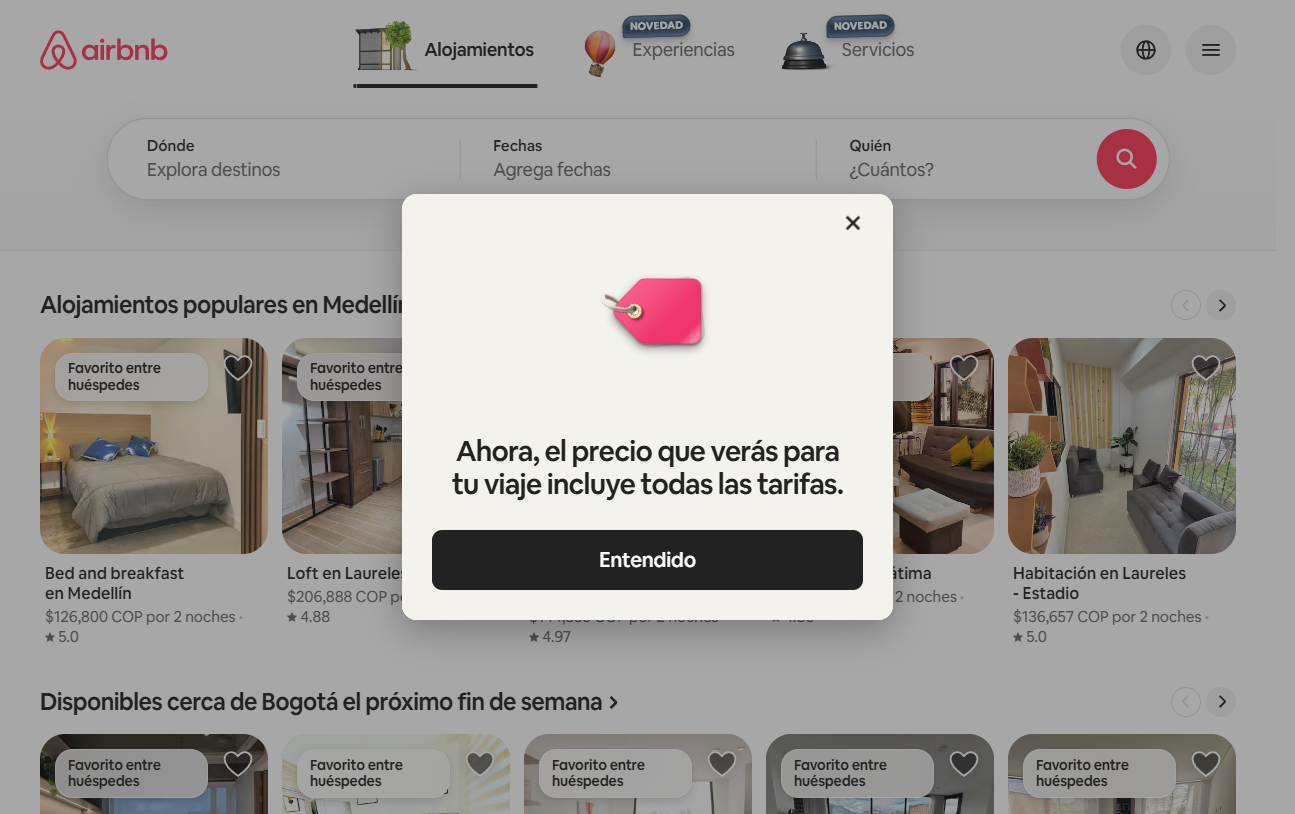 airbnb
Alojamientos
NOVEDAD
Experiencias
NOVEDAD
Servicios
Dónde
Explora destinos
Fechas
Agrega fechas
Quién
¿Cuántos?
Ahora, el precio que verás para
tu viaje incluye todas las tarifas.
Entendido
Alojamientos populares en Medellín
Favorito entre
huéspedes
Favorito entre
huéspedes
Bed and breakfast
en Medellín
$126,800 COP por 2 noches ·
5.0
Loft en Laureles
$206,888 COP
4.88
4.97
2 noches ·
Habitación en Laureles
- Estadio
$136,657 COP por 2 noches ·
5.0
Disponibles cerca de Bogotá el próximo fin de semana
Favorito entre
huéspedes
Favorito entre
huéspedes
Favorito entre
huéspedes
Favorito entre
huéspedes
Favorito entre
huéspedes